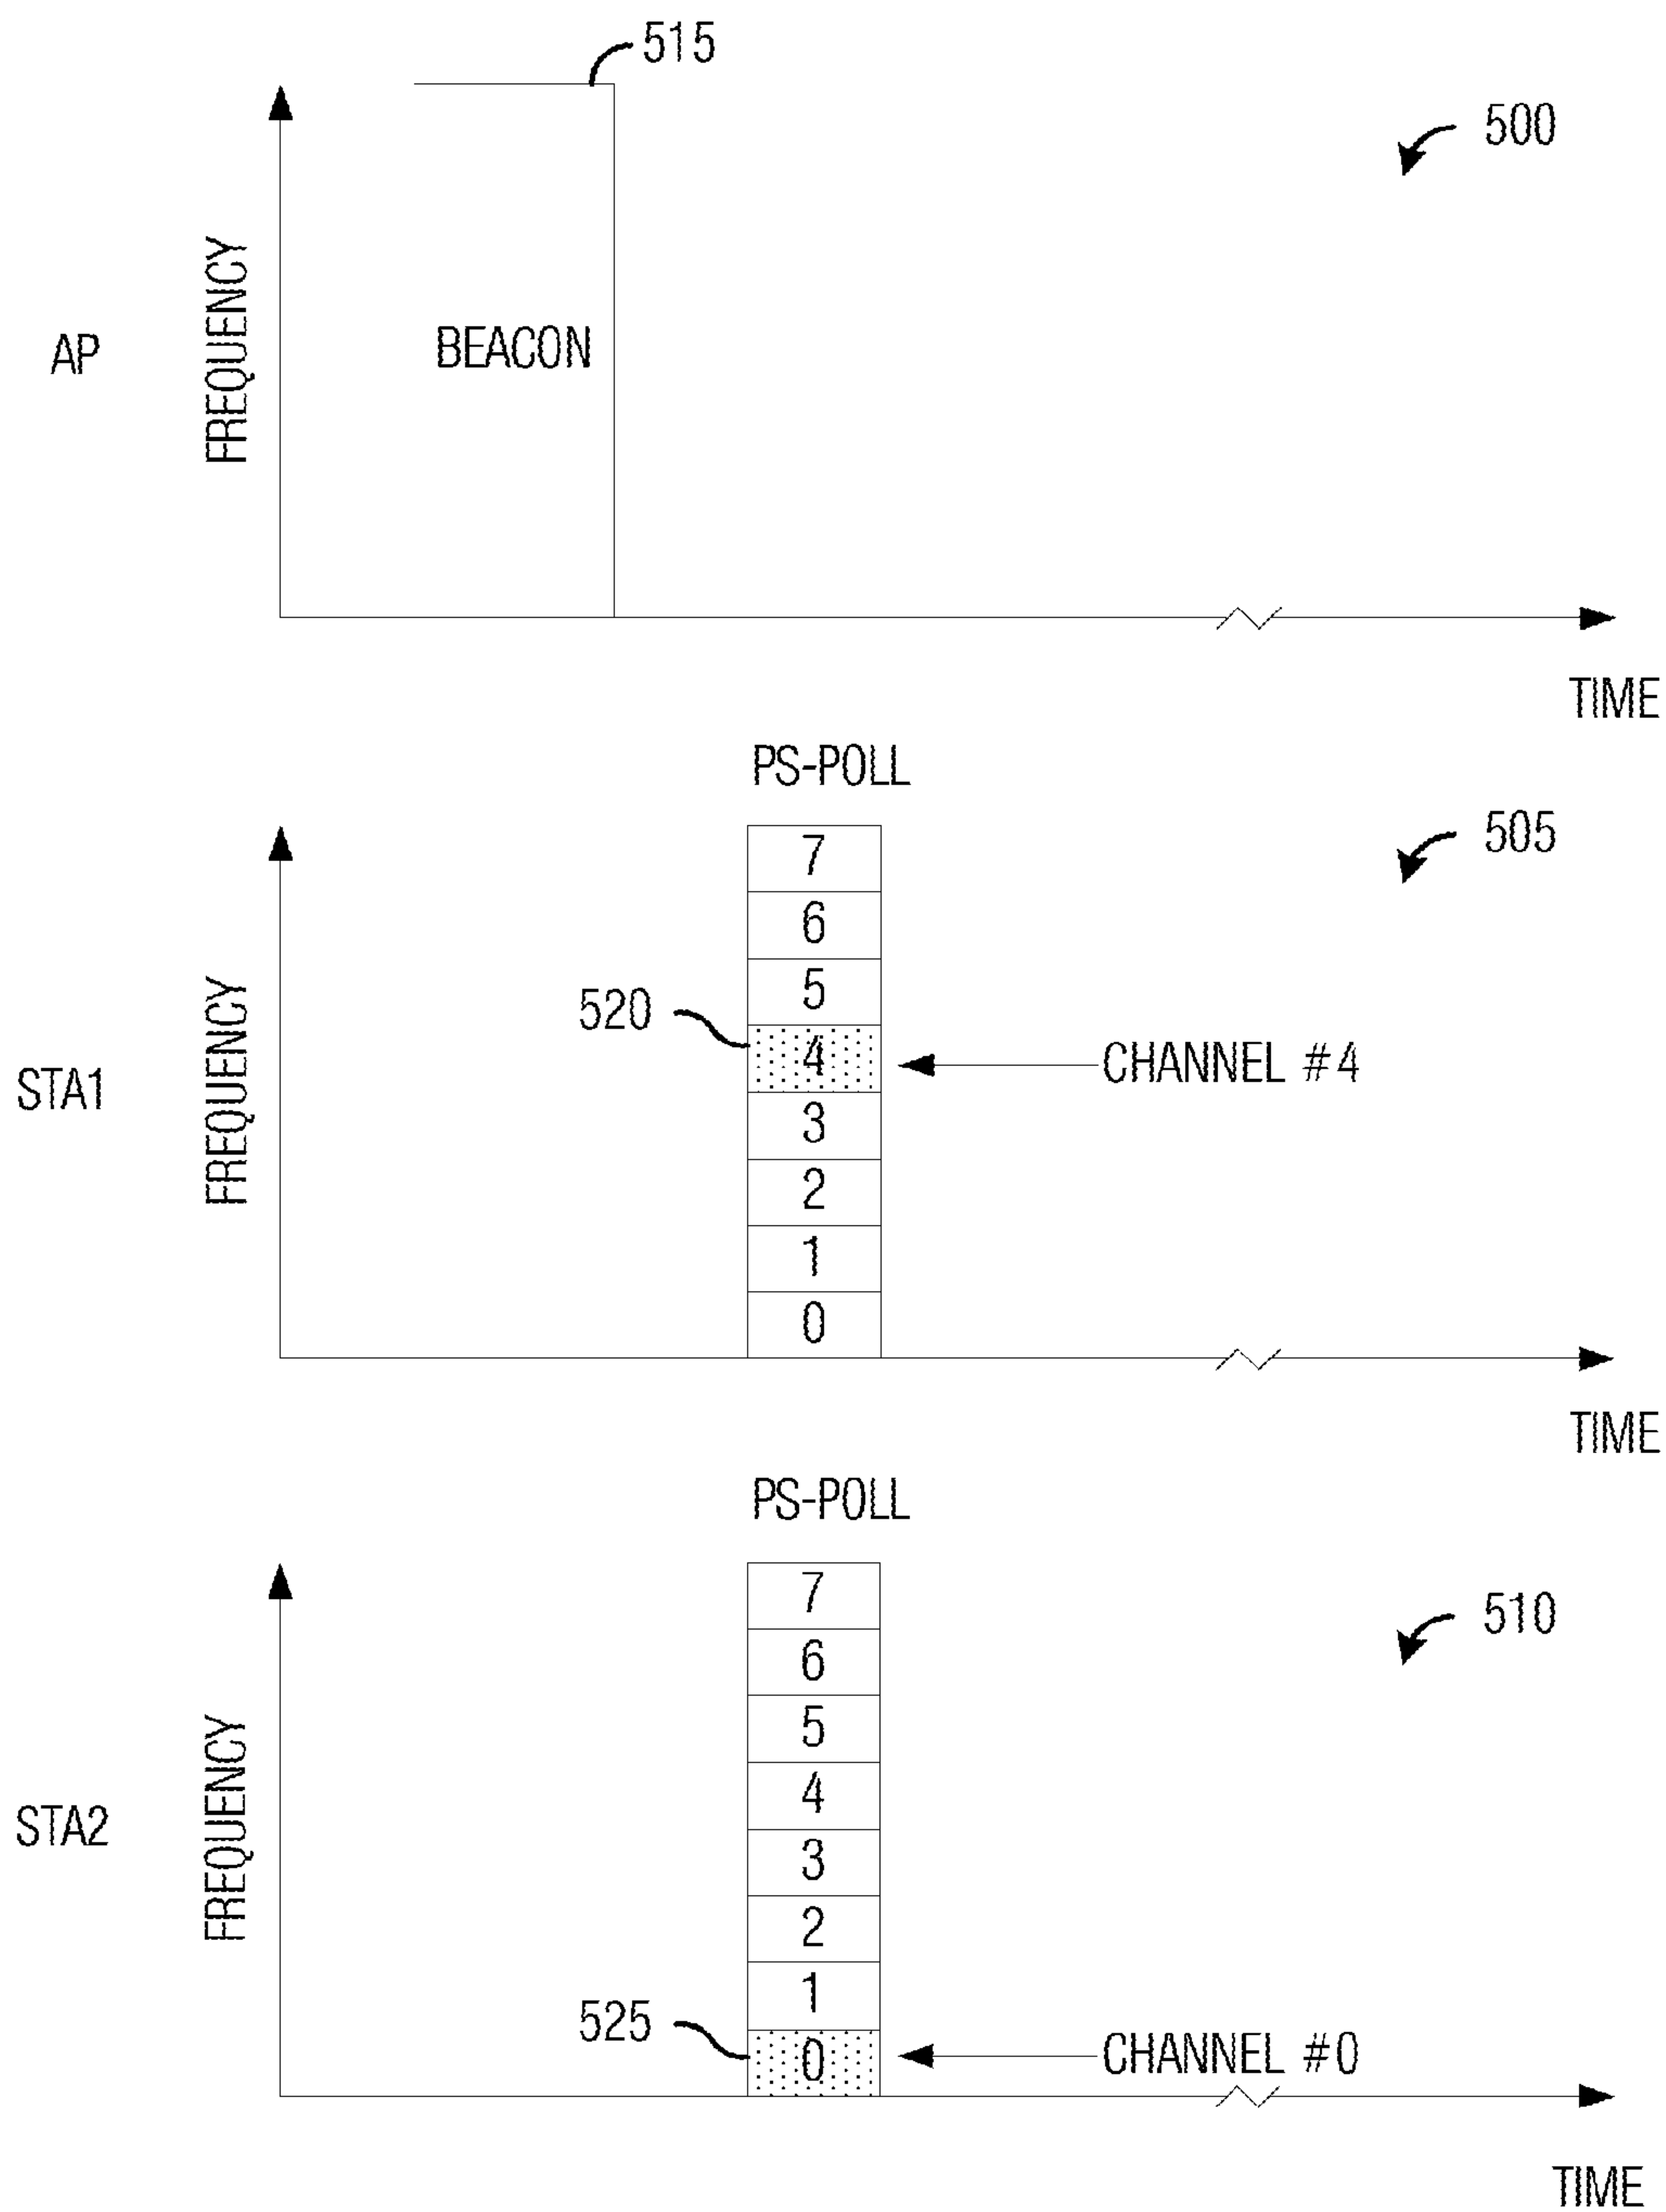 515
500
FREQUENCY
AP
BEACON
TIME
PS-POLL
505
7
6
5
520
4
CHANNEL #4
FREQUENCY
STA1
3
2
1
0
TIME
PS-POLL
510
7
6
5
4
FREQUENCY
STA2
3
2
1
525
0
CHANNEL #0
TIME